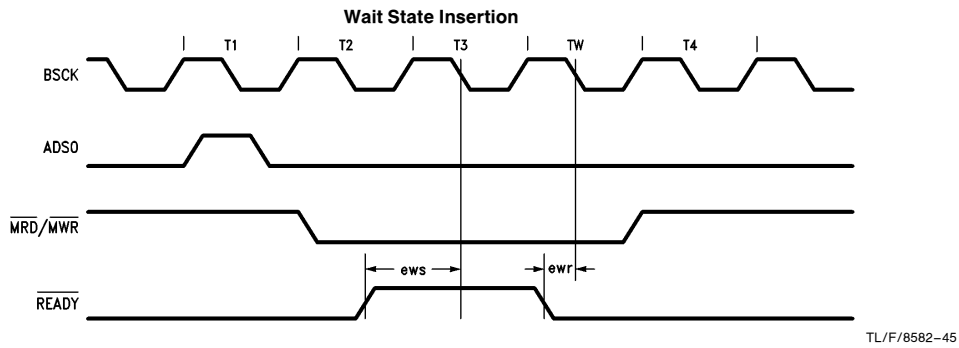 Wait State Insertion
T1 T2 T3 TW T4
BSCK
ADS0
MRD/MWR
ews ewr
READY
TL/F/8582–45